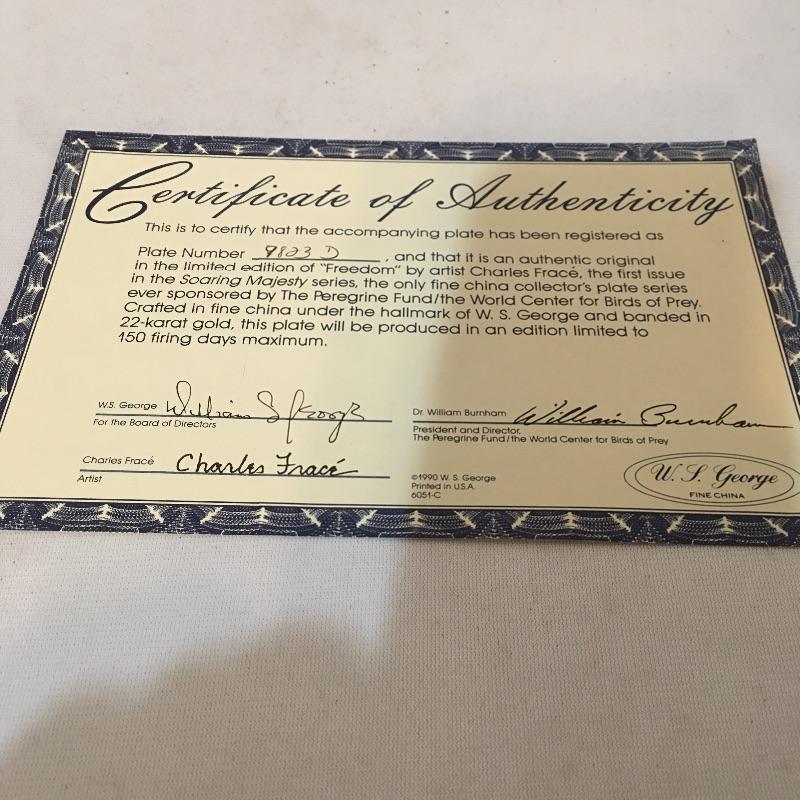 Certificate of Authenticity
This is to certify that the accompanying plate has been registered as
Plate Number 9823 D, and that it is an authentic original
in the limited edition of "Freedom" by artist Charles Fracé, the first issue
in the Soaring Majesty series, the only fine china collector's plate series
ever sponsored by The Peregrine Fund/the World Center for Birds of Prey.
Crafted in fine china under the hallmark of W. S. George and banded in
22-karat gold, this plate will be produced in an edition limited to
150 firing days maximum.
W.S. George William S George
For the Board of Directors
Charles Fracé Charles Fracé
Artist
Dr. William Burnham William Burnham
President and Director,
The Peregrine Fund/the World Center for Birds of Prey
©1990 W. S. George
Printed in U.S.A.
6051-C
W. S. George
FINE CHINA